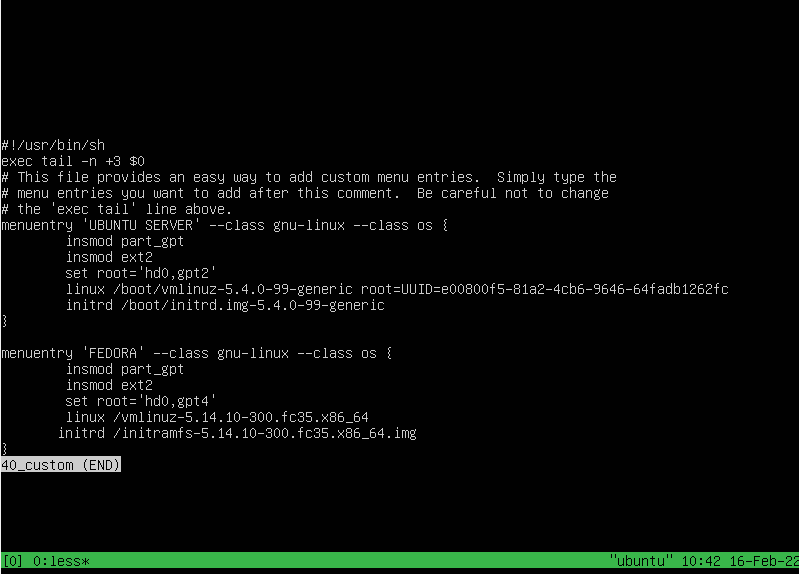 #!/usr/bin/sh
exec tail -n +3 $0
# This file provides an easy way to add custom menu entries.  Simply type the
# menu entries you want to add after this comment.  Be careful not to change
# the 'exec tail' line above.
menuentry 'UBUNTU SERVER' --class gnu-linux --class os {
        insmod part_gpt
        insmod ext2
        set root='hd0,gpt2'
        linux /boot/vmlinuz-5.4.0-99-generic root=UUID=e00800f5-81a2-4cb6-9646-64fadb1262fc
        initrd /boot/initrd.img-5.4.0-99-generic
}
menuentry 'FEDORA' --class gnu-linux --class os {
        insmod part_gpt
        insmod ext2
        set root='hd0,gpt4'
        linux /vmlinuz-5.14.10-300.fc35.x86_64
       initrd /initramfs-5.14.10-300.fc35.x86_64.img
}
40_custom (END)
[0] 0:less* "ubuntu" 10:42 16-Feb-22